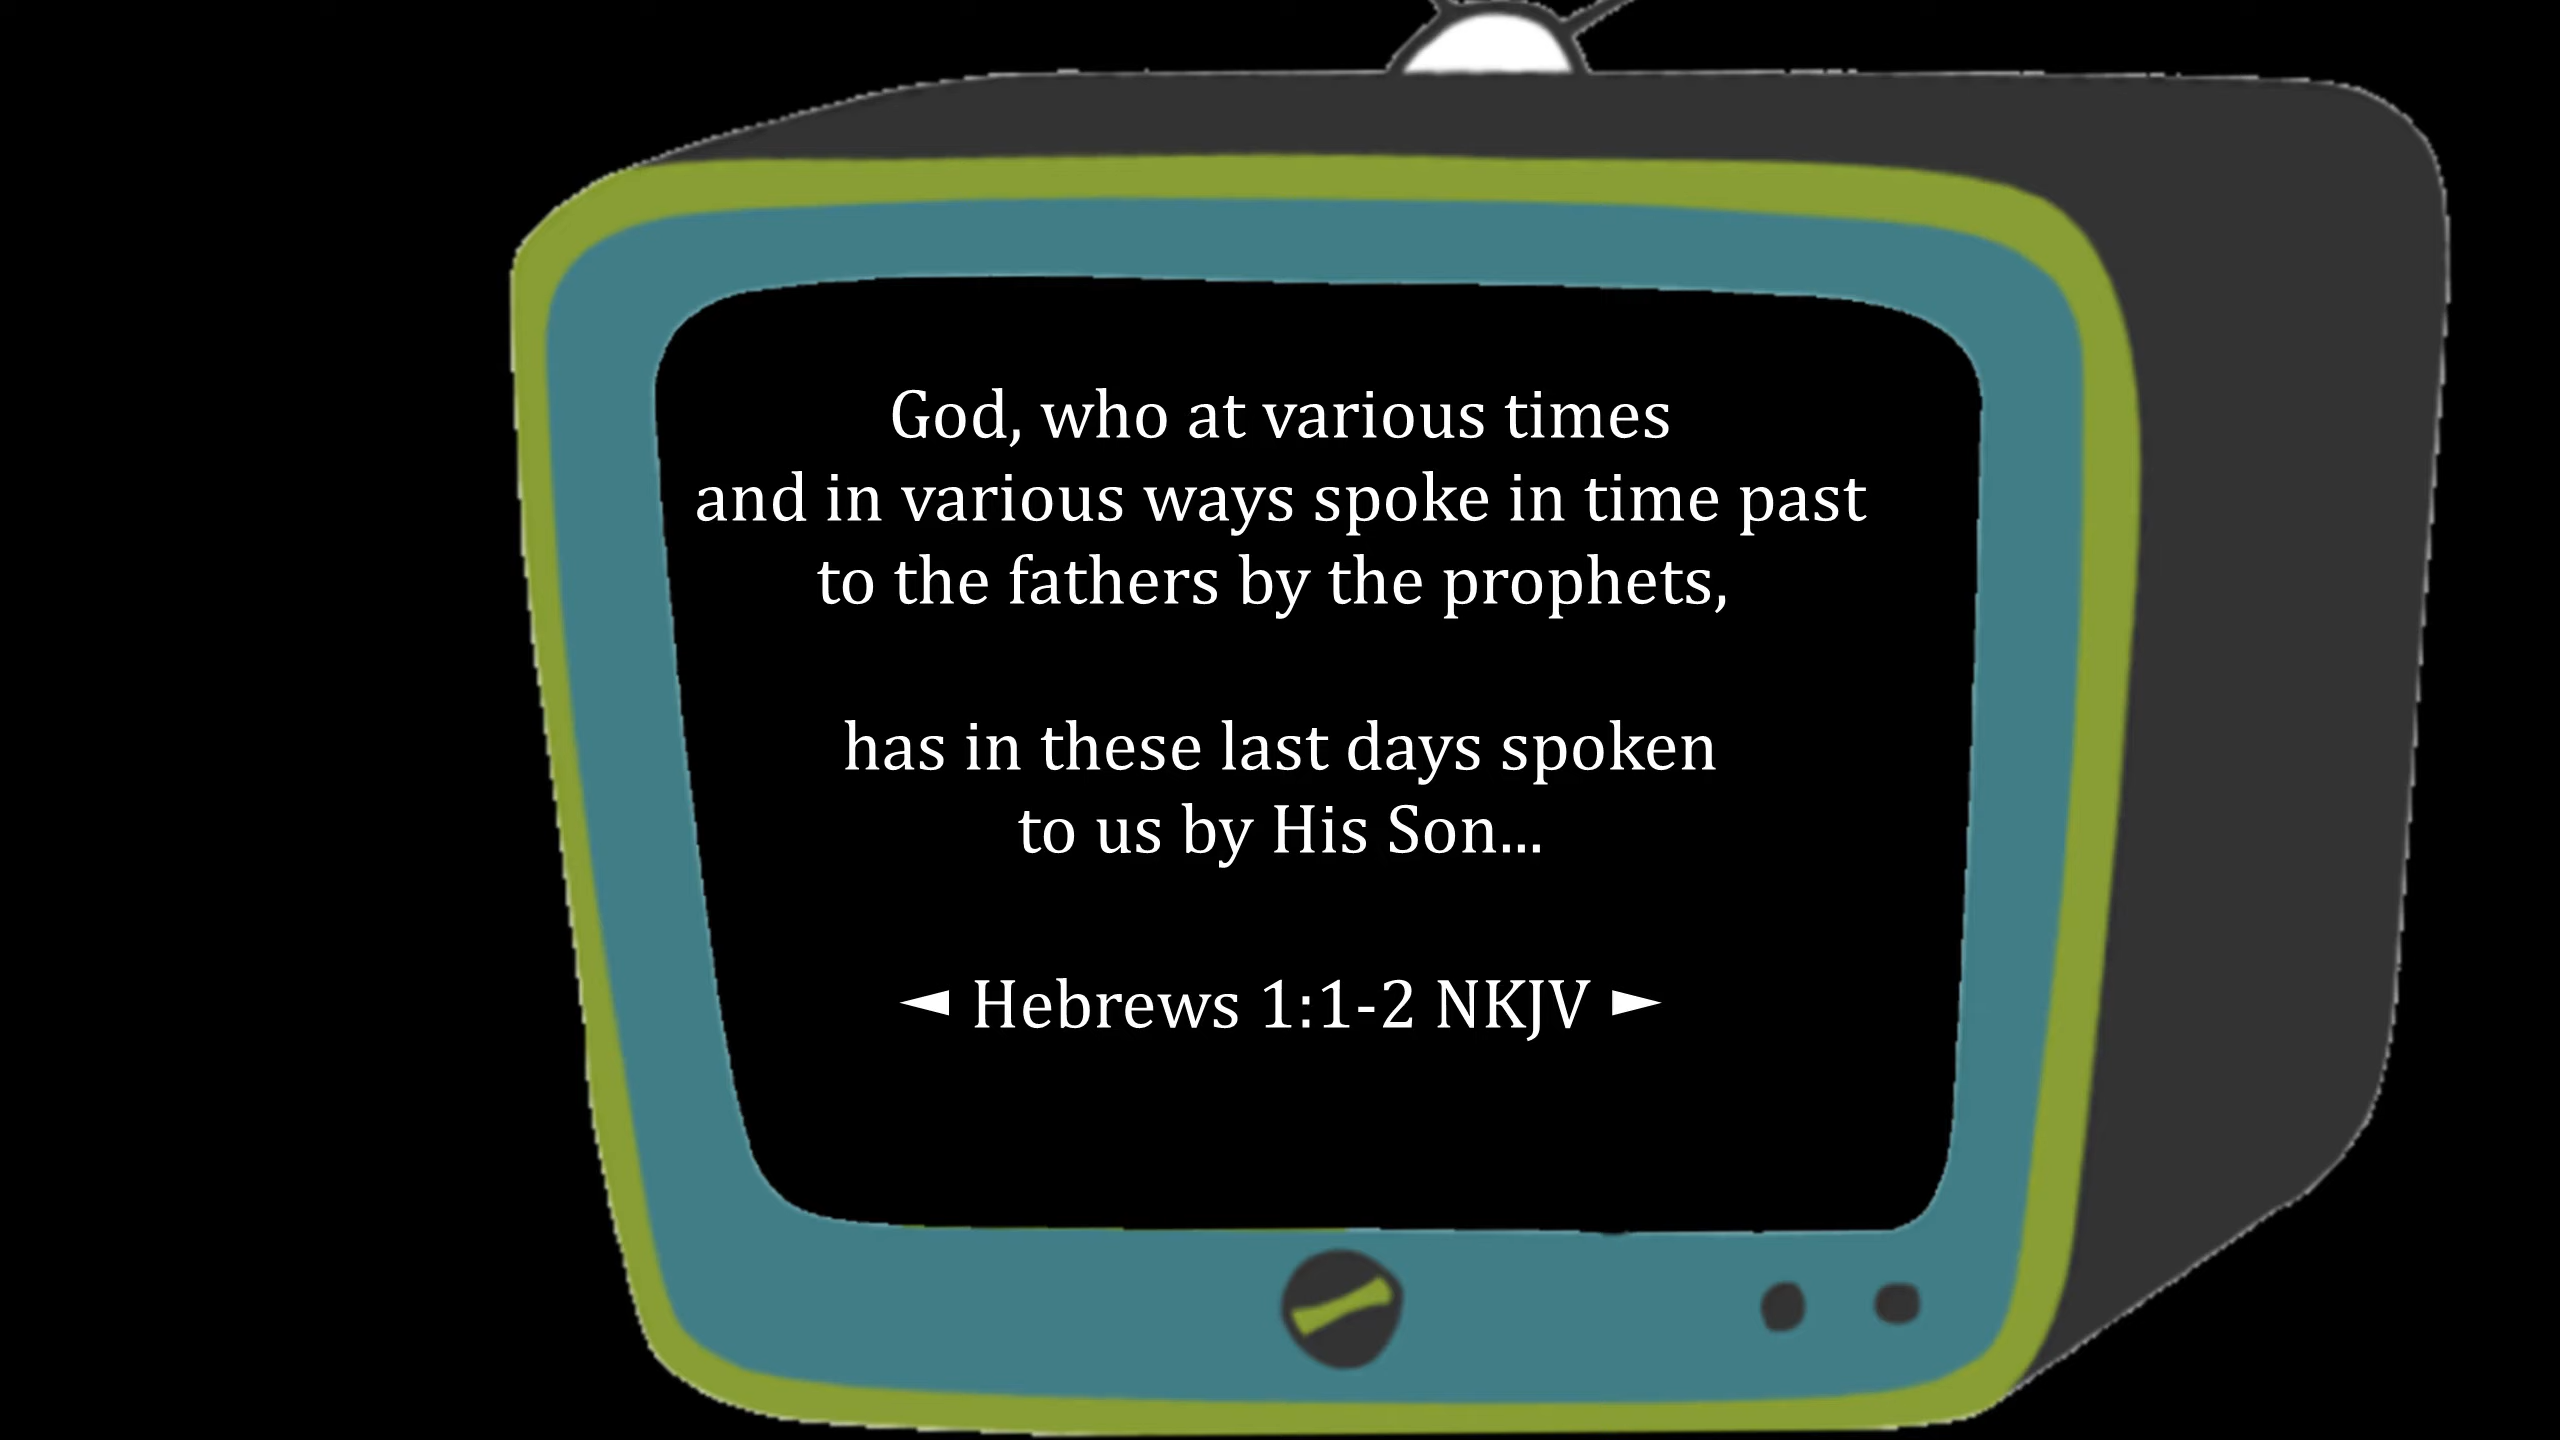 God, who at various times
and in various ways spoke in time past
to the fathers by the prophets,
has in these last days spoken
to us by His Son...
◄ Hebrews 1:1-2 NKJV ►